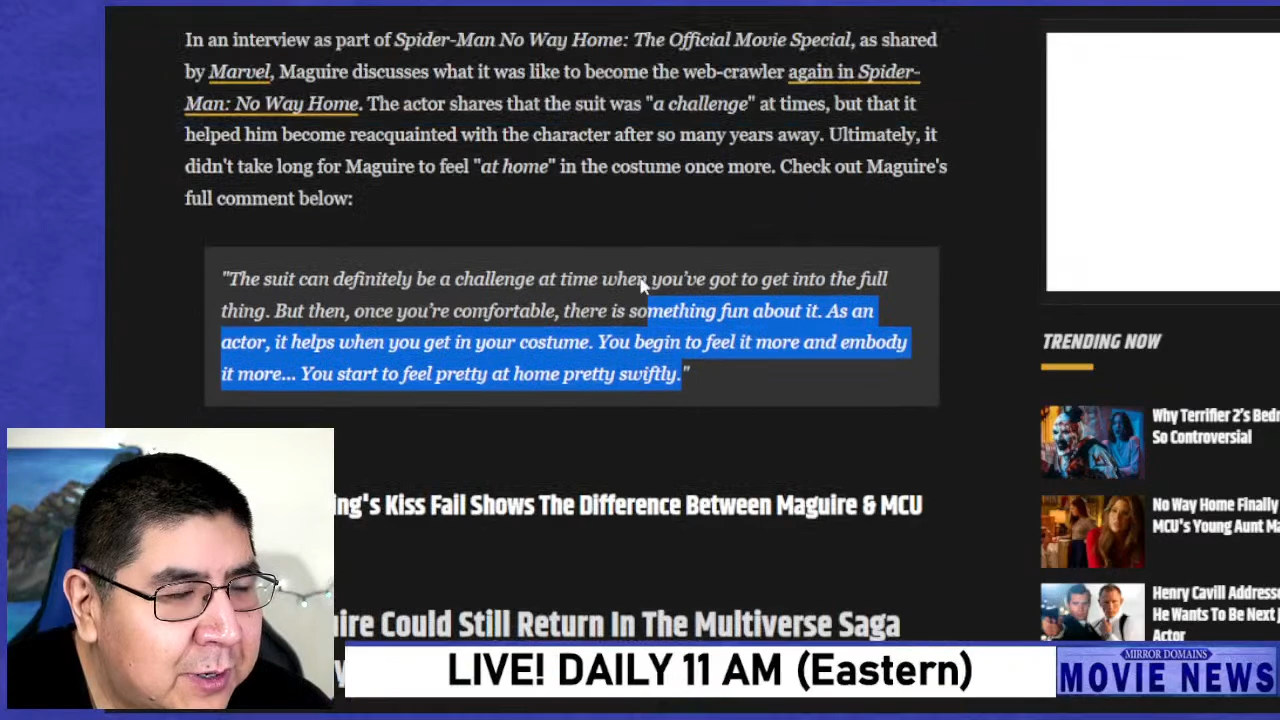 In an interview as part of Spider-Man No Way Home: The Official Movie Special, as shared
by Marvel, Maguire discusses what it was like to become the web-crawler again in Spider-
Man: No Way Home. The actor shares that the suit was "a challenge" at times, but that it
helped him become reacquainted with the character after so many years away. Ultimately, it
didn't take long for Maguire to feel "at home" in the costume once more. Check out Maguire's
full comment below:
"The suit can definitely be a challenge at time when you've got to get into the full
thing. But then, once you're comfortable, there is something fun about it. As an
actor, it helps when you get in your costume. You begin to feel it more and embody
it more... You start to feel pretty at home pretty swiftly."
Kiss Fail Shows The Difference Between Maguire & MCU
Could Still Return In The Multiverse Saga
TRENDING NOW
Why Terrifier 2's
So Controversial
No Way Home Finally
MCU's Young Aunt
Henry Cavill
He Wants To Be Next
Actor
LIVE! DAILY 11 AM (Eastern)
MIRROR DOMAINS
MOVIE NEWS